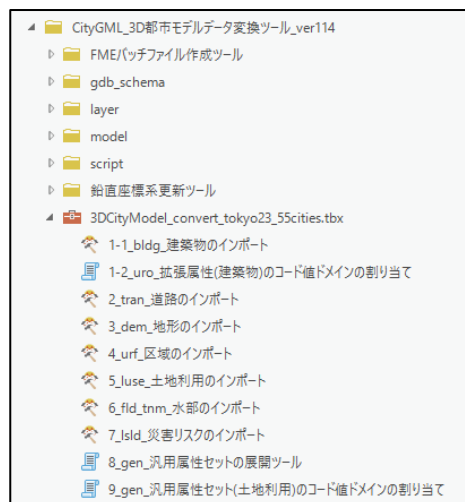 CityGML_3D都市モデルデータ変換ツール_ver114
FMEバッチファイル作成ツール
gdb_schema
layer
model
script
鉛直座標系更新ツール
3DCityModel_convert_tokyo23_55cities.tbx
1-1_bldg_建築物のインポート
1-2_uro_拡張属性(建築物)のコード値ドメインの割り当て
2_tran_道路のインポート
3_dem_地形のインポート
4_urf_区域のインポート
5_luse_土地利用のインポート
6_fld_tnm_水部のインポート
7_lsld_災害リスクのインポート
8_gen_汎用属性セットの展開ツール
9_gen_汎用属性セット(土地利用)のコード値ドメインの割り当て